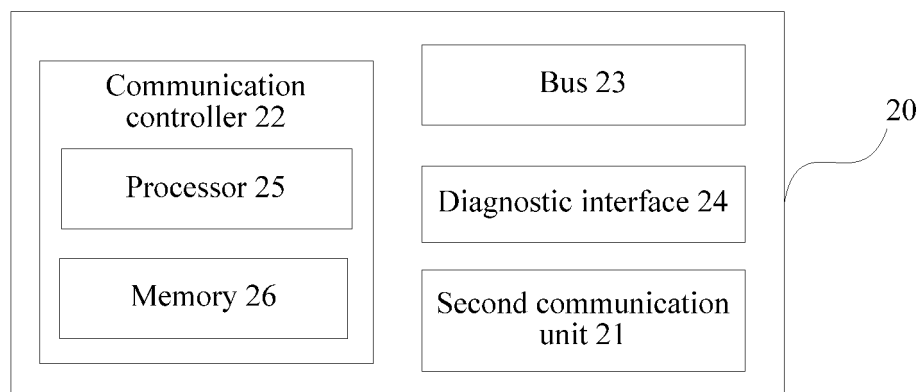 Communication
controller 22
Processor 25
Memory 26
Bus 23
Diagnostic interface 24
Second communication
unit 21
20